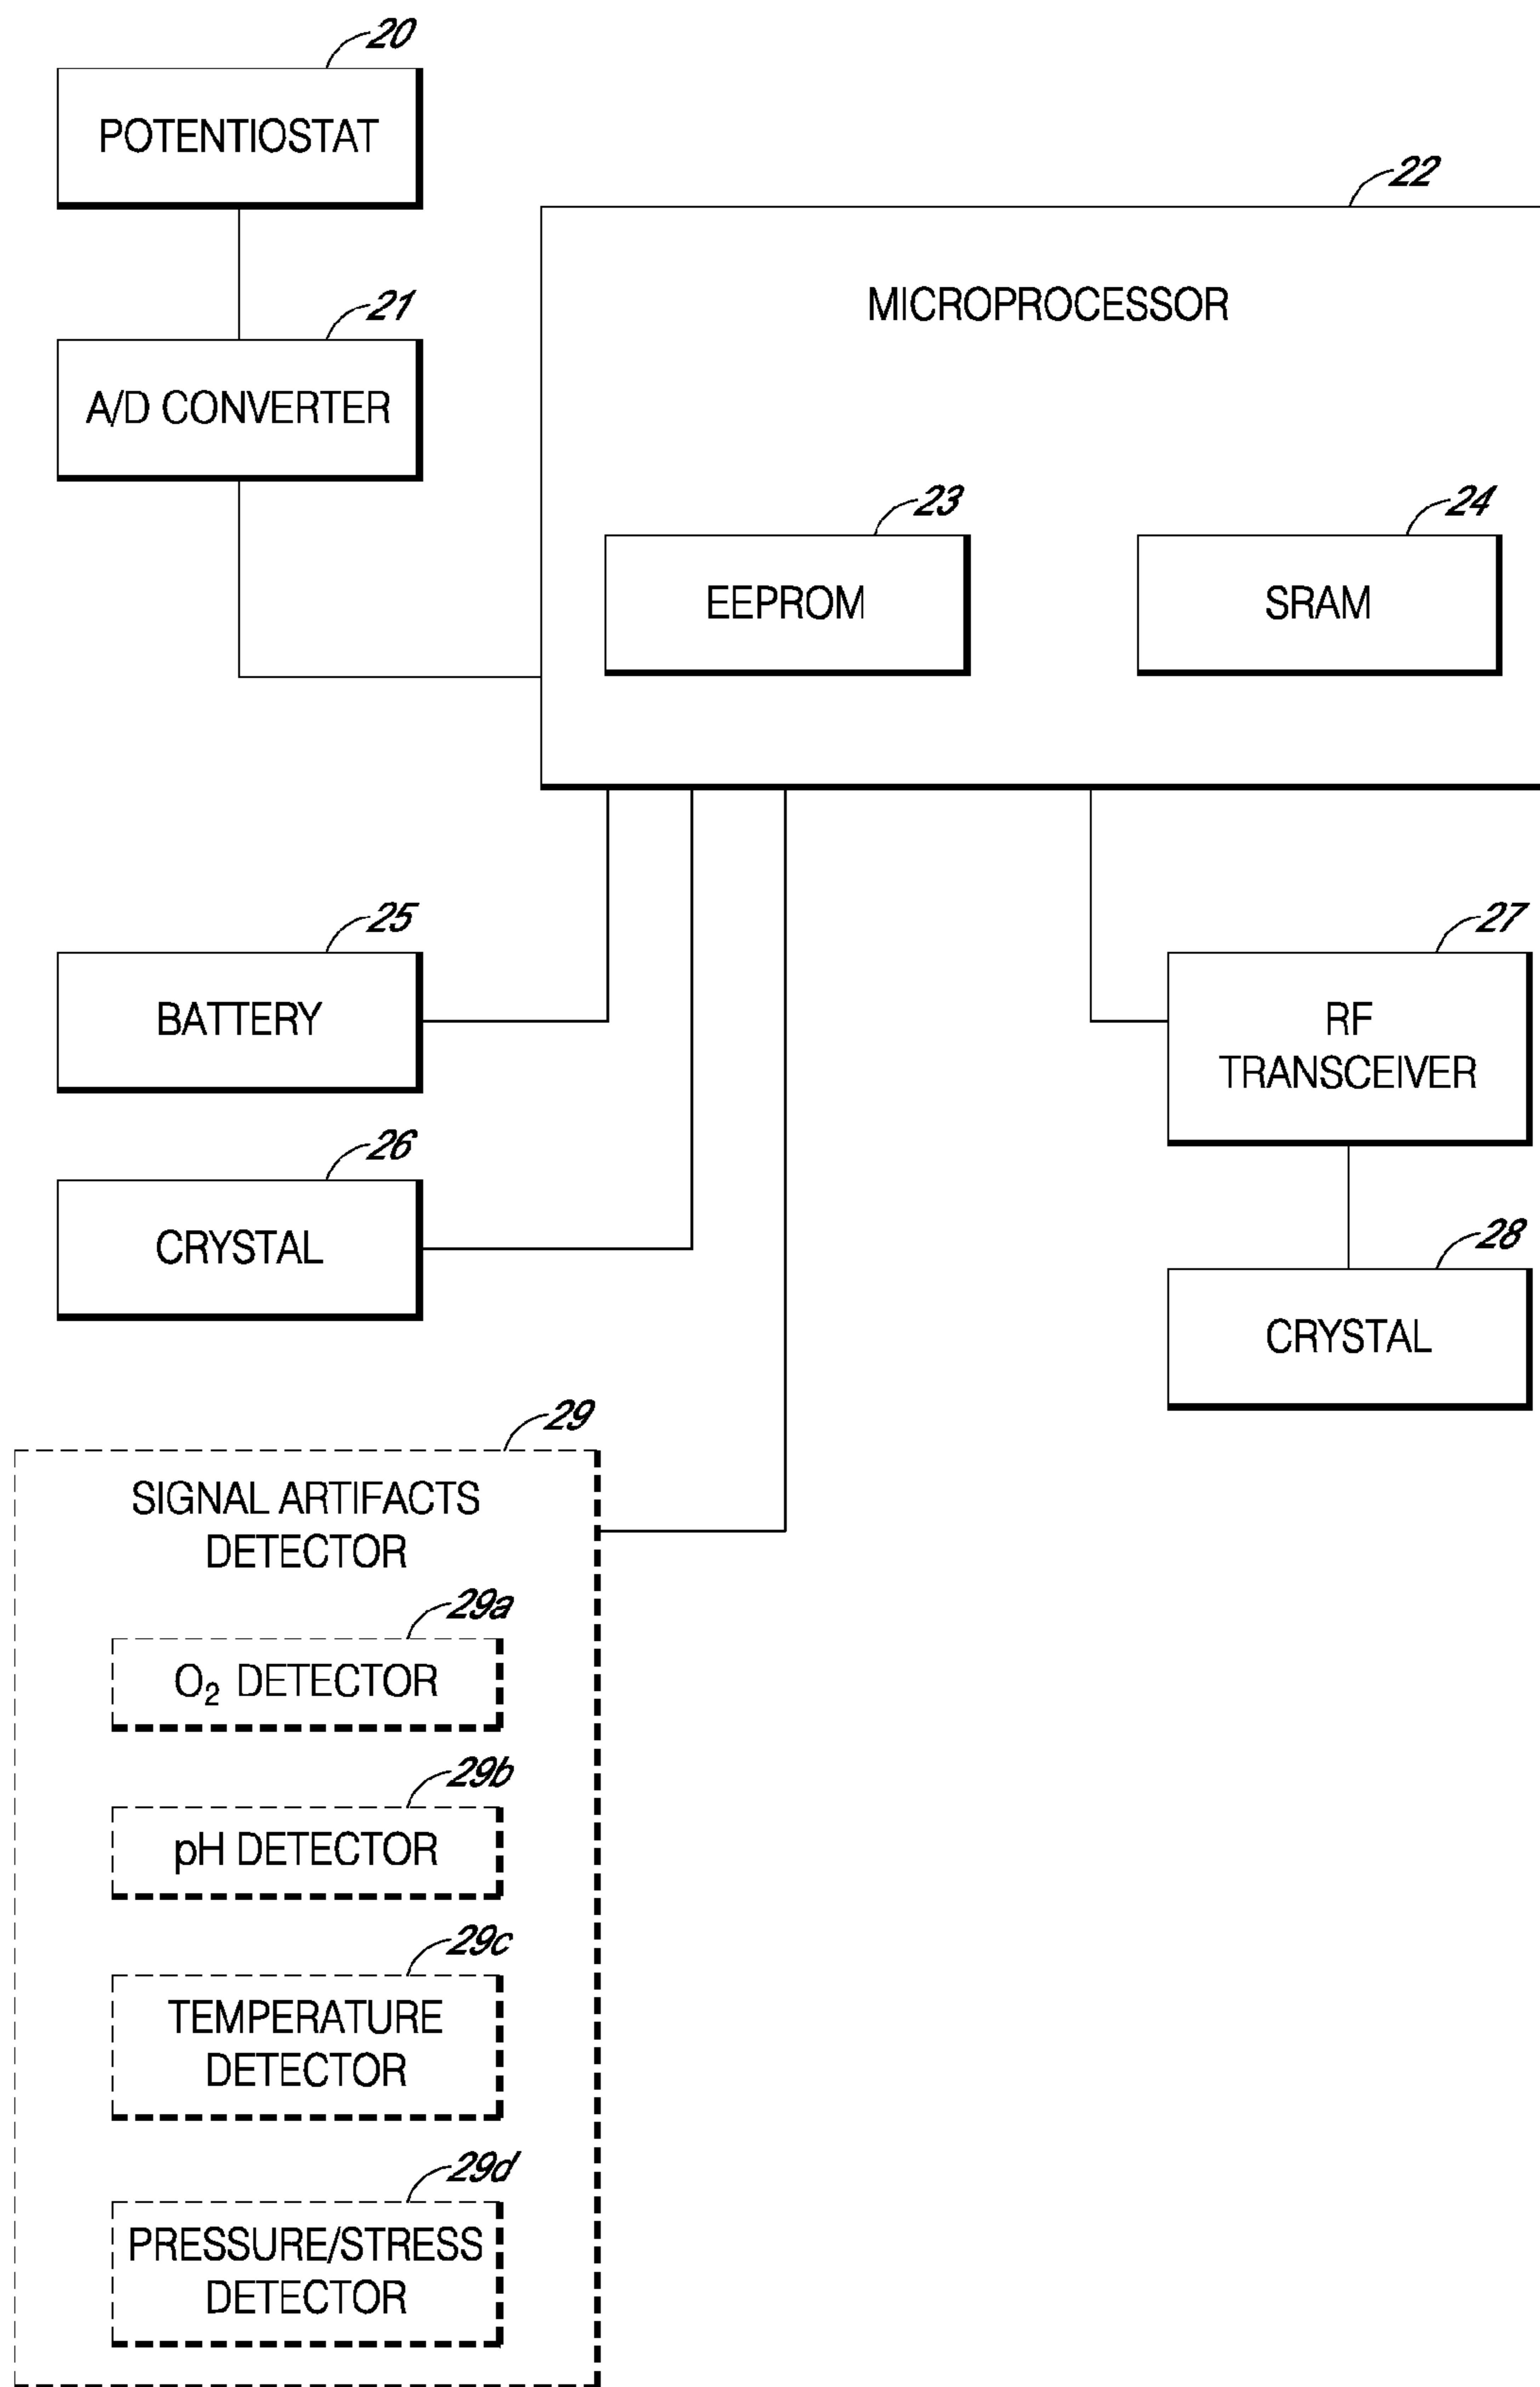 20
POTENTIOSTAT
22
MICROPROCESSOR
21
A/D CONVERTER
23
EEPROM
24
SRAM
25
BATTERY
27
RF
TRANSCEIVER
26
CRYSTAL
28
CRYSTAL
29
SIGNAL ARTIFACTS
DETECTOR
29a
O₂ DETECTOR
29b
pH DETECTOR
29c
TEMPERATURE
DETECTOR
29d
PRESSURE/STRESS
DETECTOR